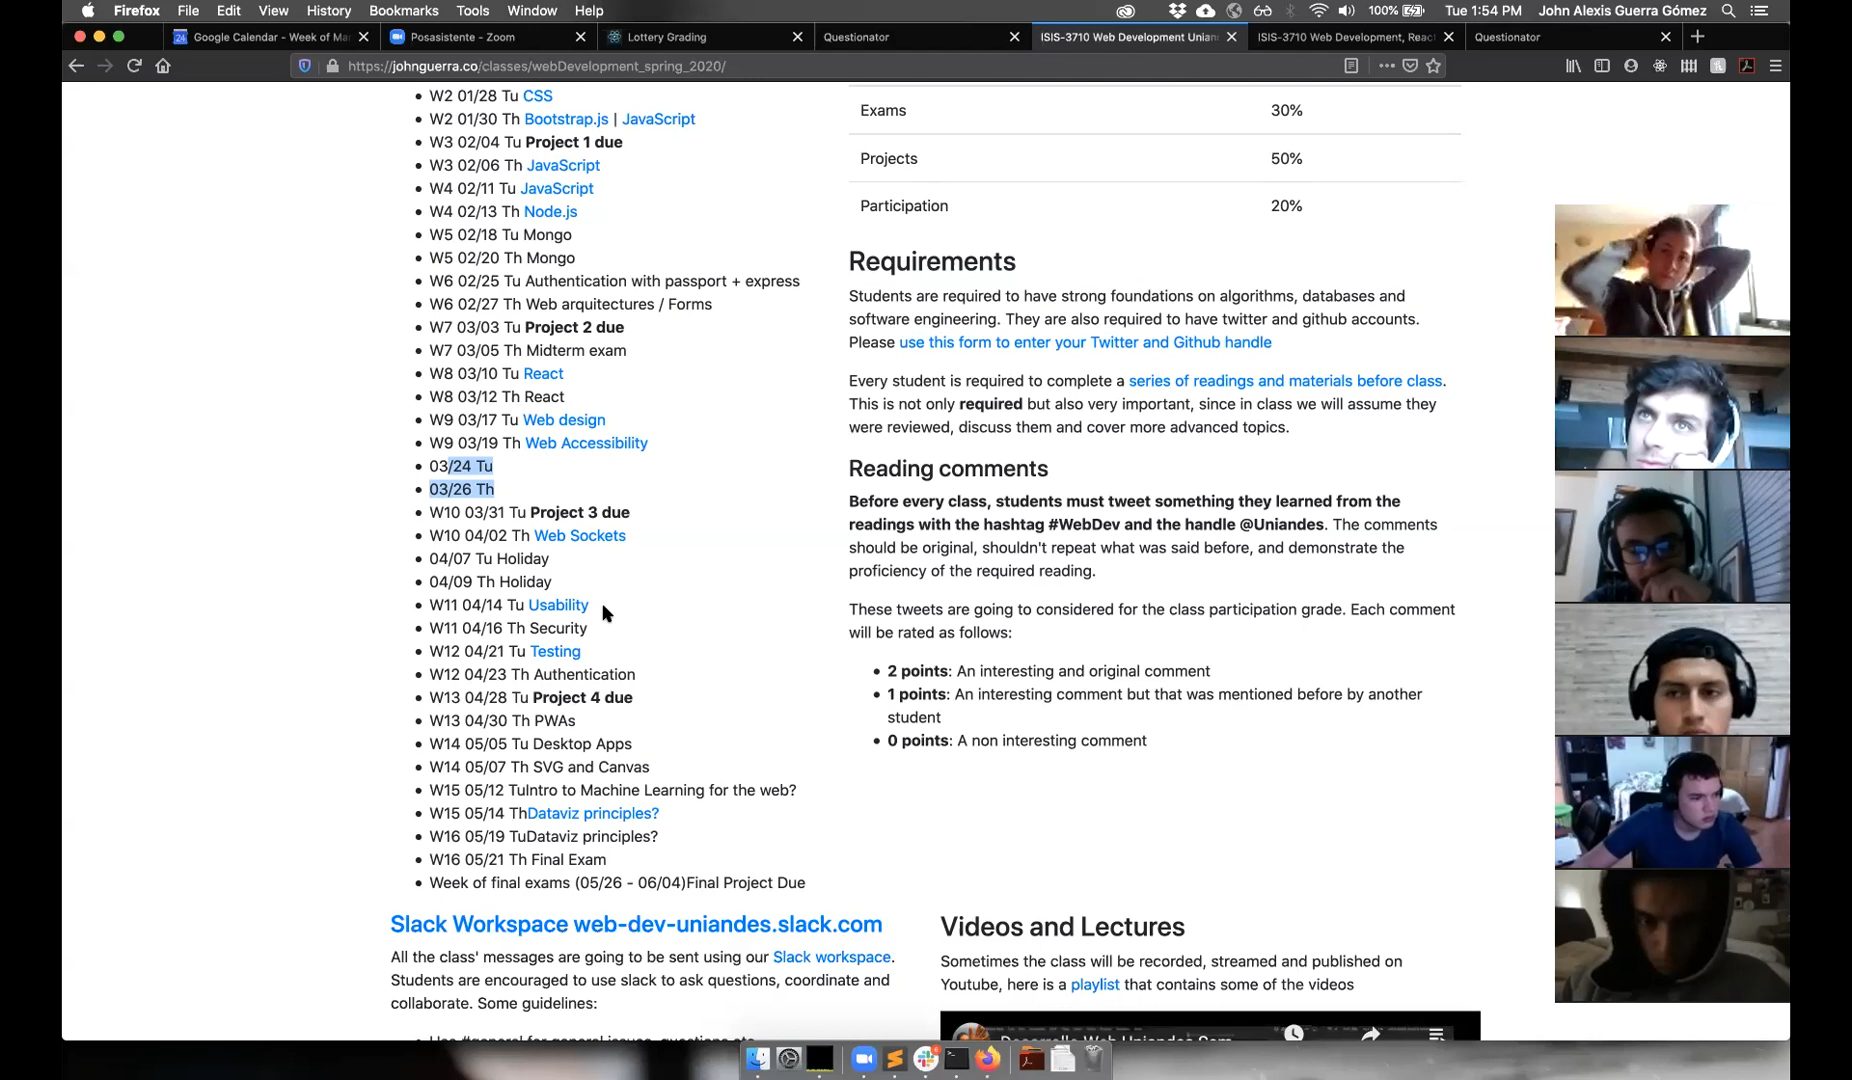 Firefox File Edit View History Bookmarks Tools Window Help 100% Tue 1:54 PM John Alexis Guerra Gómez
Google Calendar - Week of Ma
Posasistente - Zoom
Lottery Grading
Questionator
ISIS-3710 Web Development Unian
ISIS-3710 Web Development, Reac
Questionator
https://johnguerra.co/classes/webDevelopment_spring_2020/
W2 01/28 Tu CSS
W2 01/30 Th Bootstrap.js | JavaScript
W3 02/04 Tu Project 1 due
W3 02/06 Th JavaScript
W4 02/11 Tu JavaScript
W4 02/13 Th Node.js
W5 02/18 Tu Mongo
W5 02/20 Th Mongo
W6 02/25 Tu Authentication with passport + express
W6 02/27 Th Web arquitectures / Forms
W7 03/03 Tu Project 2 due
W7 03/05 Th Midterm exam
W8 03/10 Tu React
W8 03/12 Th React
W9 03/17 Tu Web design
W9 03/19 Th Web Accessibility
03/24 Tu
03/26 Th
W10 03/31 Tu Project 3 due
W10 04/02 Th Web Sockets
04/07 Tu Holiday
04/09 Th Holiday
W11 04/14 Tu Usability
W11 04/16 Th Security
W12 04/21 Tu Testing
W12 04/23 Th Authentication
W13 04/28 Tu Project 4 due
W13 04/30 Th PWAs
W14 05/05 Tu Desktop Apps
W14 05/07 Th SVG and Canvas
W15 05/12 TuIntro to Machine Learning for the web?
W15 05/14 ThDataviz principles?
W16 05/19 TuDataviz principles?
W16 05/21 Th Final Exam
Week of final exams (05/26 - 06/04)Final Project Due
Exams 30%
Projects 50%
Participation 20%
Requirements
Students are required to have strong foundations on algorithms, databases and
software engineering. They are also required to have twitter and github accounts.
Please use this form to enter your Twitter and Github handle
Every student is required to complete a series of readings and materials before class.
This is not only required but also very important, since in class we will assume they
were reviewed, discuss them and cover more advanced topics.
Reading comments
Before every class, students must tweet something they learned from the
readings with the hashtag #WebDev and the handle @Uniandes. The comments
should be original, shouldn't repeat what was said before, and demonstrate the
proficiency of the required reading.
These tweets are going to considered for the class participation grade. Each comment
will be rated as follows:
2 points: An interesting and original comment
1 points: An interesting comment but that was mentioned before by another
student
0 points: A non interesting comment
Slack Workspace web-dev-uniandes.slack.com
All the class' messages are going to be sent using our Slack workspace.
Students are encouraged to use slack to ask questions, coordinate and
collaborate. Some guidelines:
Videos and Lectures
Sometimes the class will be recorded, streamed and published on
Youtube, here is a playlist that contains some of the videos